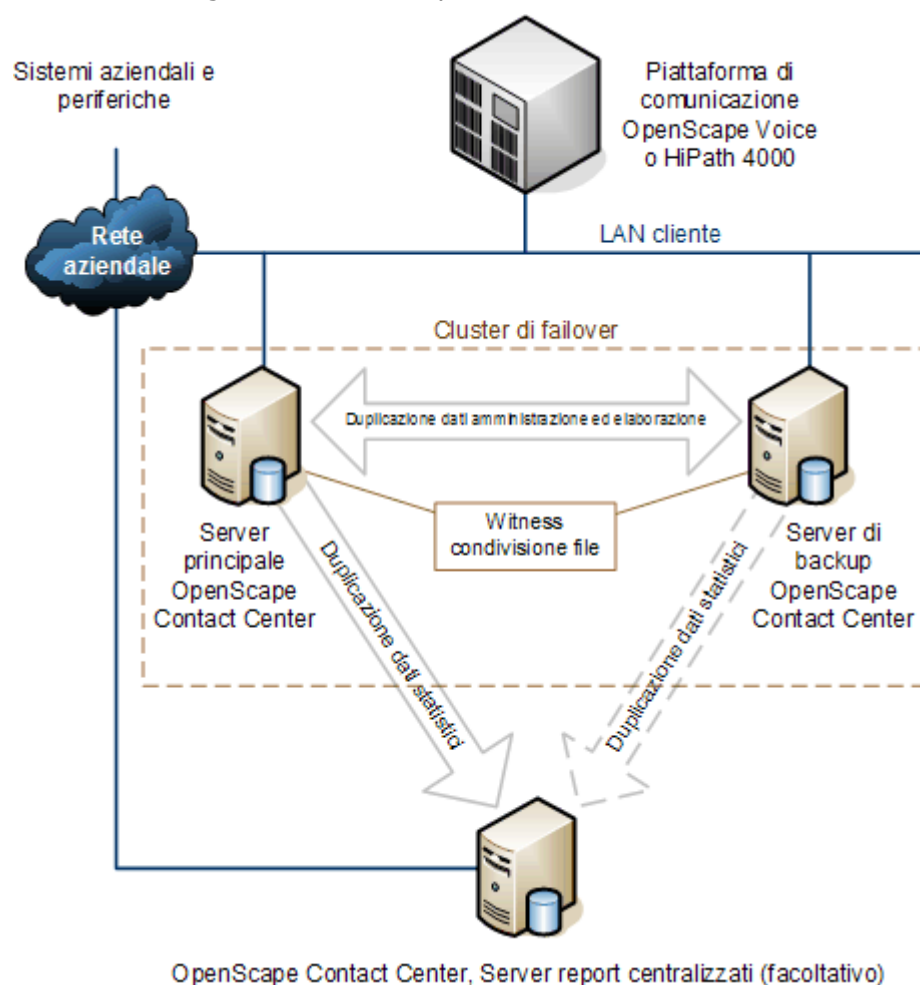 Sistemi aziendali e
periferiche
Piattaforma di
comunicazione
OpenScape Voice
o HiPath 4000
Rete
aziendale
LAN cliente
Cluster di failover
Duplicazione dati amministrazione ed elaborazione
Server
principale
OpenScape
Contact Center
Witness
condivisione file
Server di
backup
OpenScape
Contact Center
Duplicazione dati statistici
Duplicazione dati statistici
OpenScape Contact Center, Server report centralizzati (facoltativo)